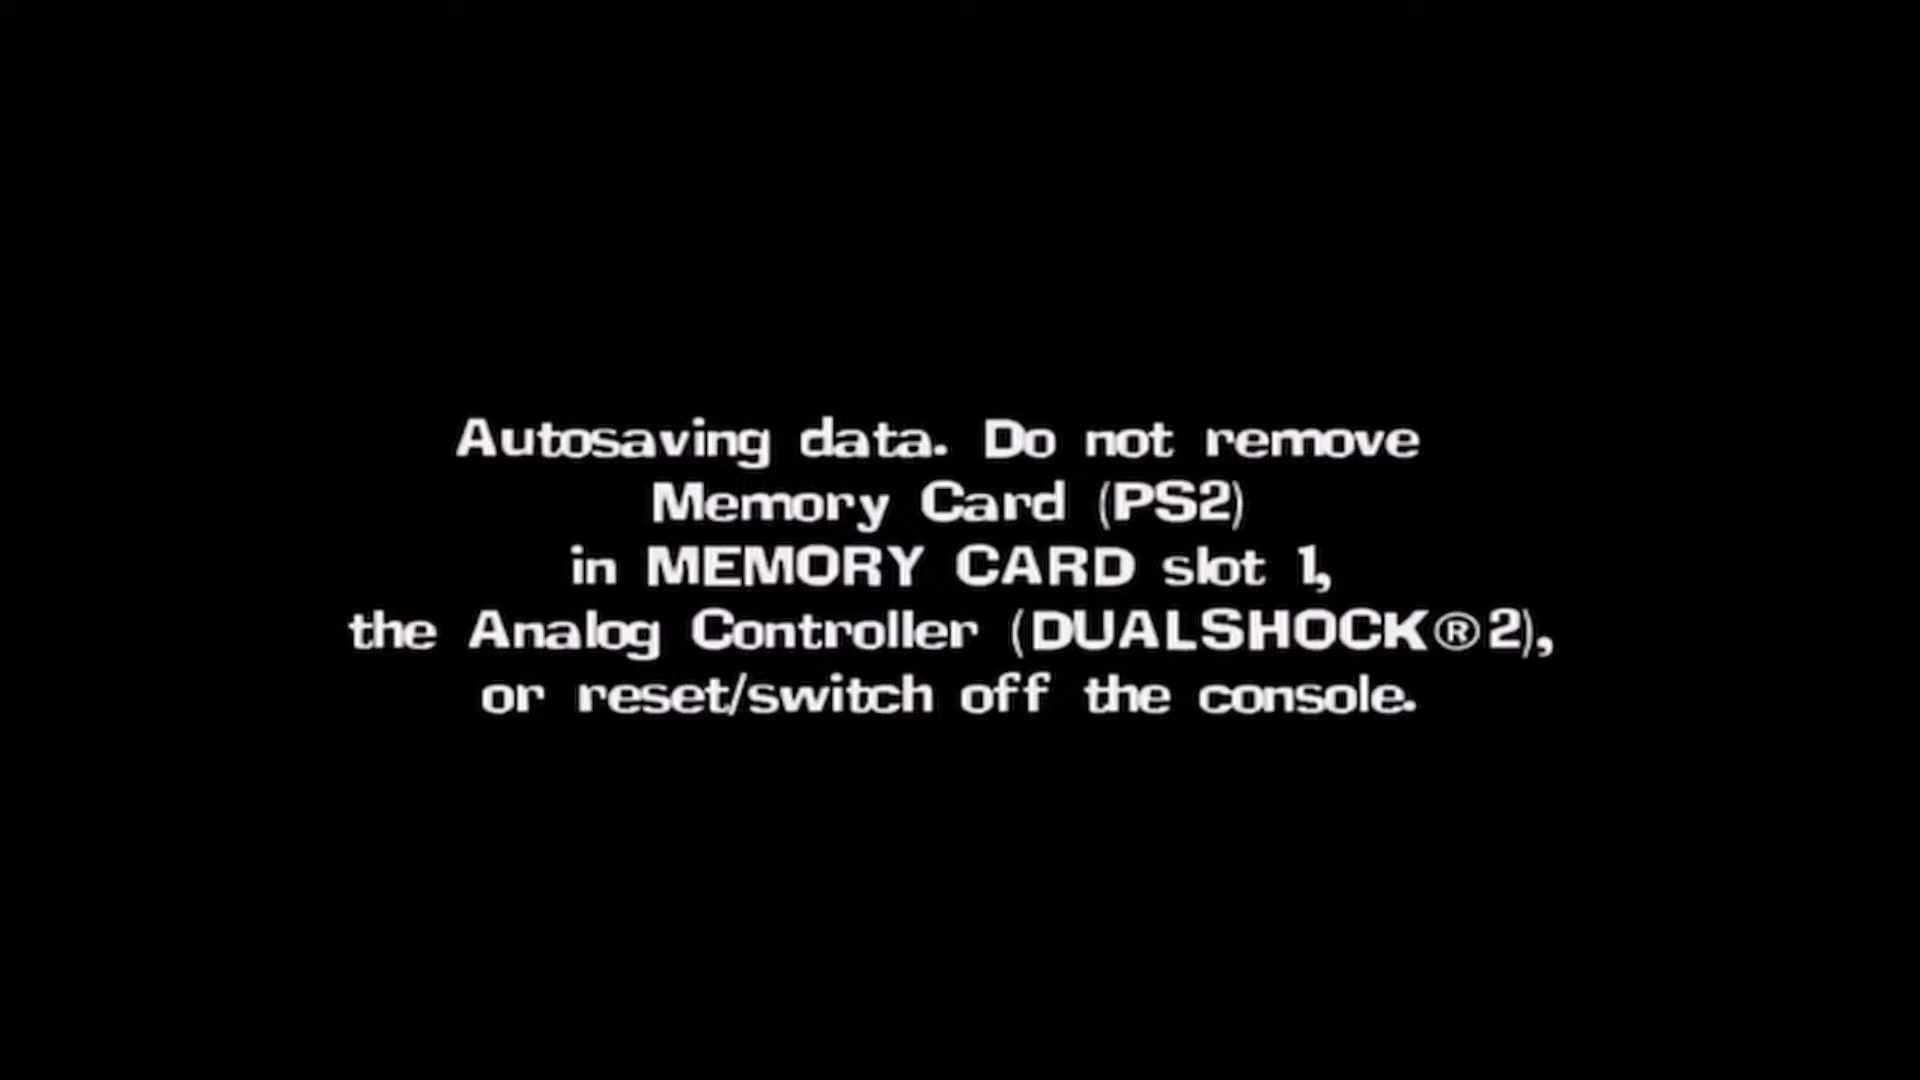 Autosaving data. Do not remove
Memory Card (PS2)
in MEMORY CARD slot 1,
the Analog Controller (DUALSHOCK®2),
or reset/switch off the console.